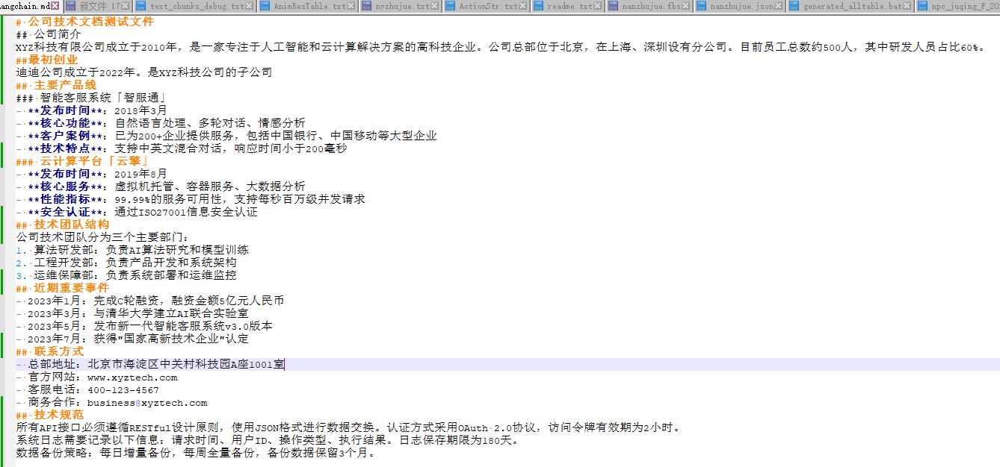 angchain.md 新文件 17 text_chunks_debug.txt AnimResTable.txt nvzhujue.txt ActionStr.txt readme.txt nanzhujue.fbs nanzhujue.json generated_alltable.bat npc_juqing_F_20
# 公司技术文档测试文件
## 公司简介
XYZ科技有限公司成立于2010年，是一家专注于人工智能和云计算解决方案的高科技企业。公司总部位于北京，在上海、深圳设有分公司。目前员工总数约500人，其中研发人员占比60%。
##最初创业
迪迪公司成立于2022年。是XYZ科技公司的子公司
## 主要产品线
### 智能客服系统「智服通」
- **发布时间**: 2018年3月
- **核心功能**: 自然语言处理、多轮对话、情感分析
- **客户案例**: 已为200+企业提供服务，包括中国银行、中国移动等大型企业
- **技术特点**: 支持中英文混合对话，响应时间小于200毫秒
### 云计算平台「云擎」
- **发布时间**: 2019年8月
- **核心服务**: 虚拟机托管、容器服务、大数据分析
- **性能指标**: 99.99%的服务可用性，支持每秒百万级并发请求
- **安全认证**: 通过ISO27001信息安全认证
## 技术团队结构
公司技术团队分为三个主要部门：
1. 算法研发部：负责AI算法研究和模型训练
2. 工程开发部：负责产品开发和系统架构
3. 运维保障部：负责系统部署和运维监控
## 近期重要事件
- 2023年1月：完成C轮融资，融资金额5亿元人民币
- 2023年3月：与清华大学建立AI联合实验室
- 2023年5月：发布新一代智能客服系统v3.0版本
- 2023年7月：获得"国家高新技术企业"认定
## 联系方式
- 总部地址：北京市海淀区中关村科技园A座1001室
- 官方网站：www.xyztech.com
- 客服电话：400-123-4567
- 商务合作：business@xyztech.com
## 技术规范
所有API接口必须遵循RESTful设计原则，使用JSON格式进行数据交换。认证方式采用OAuth 2.0协议，访问令牌有效期为2小时。
系统日志需要记录以下信息：请求时间、用户ID、操作类型、执行结果。日志保存期限为180天。
数据备份策略：每日增量备份，每周全量备份，备份数据保留3个月。